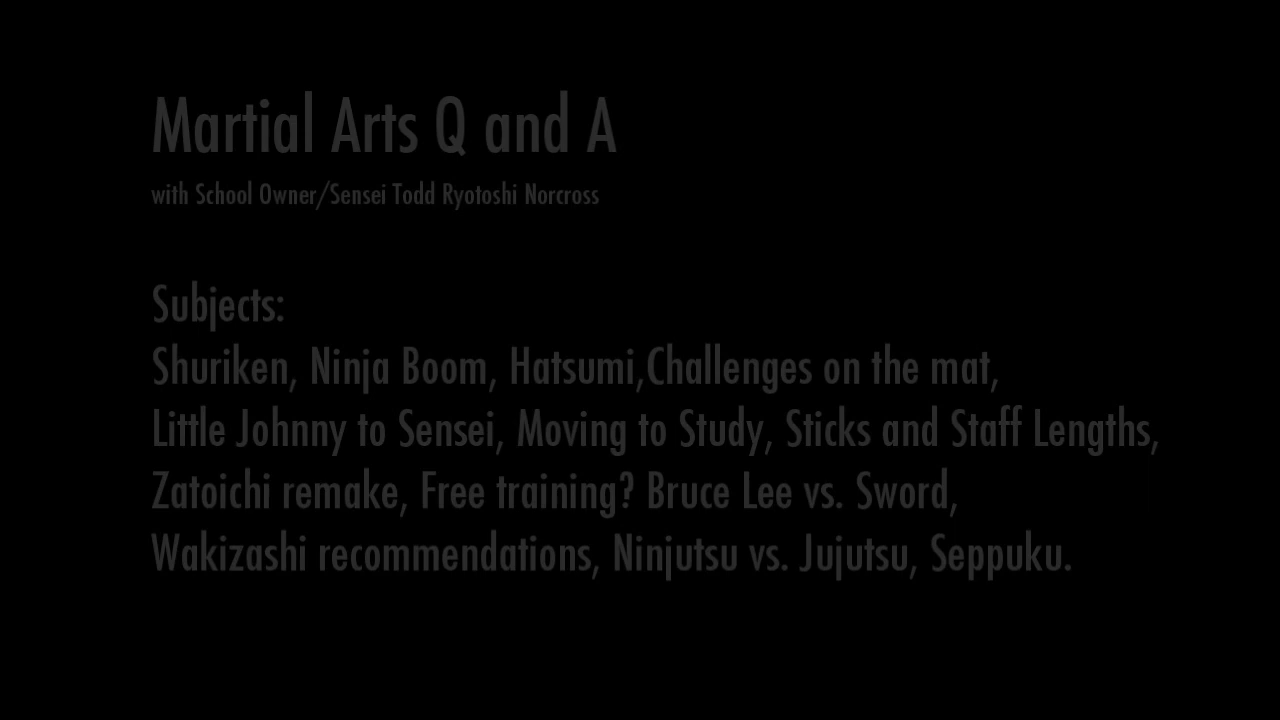 Martial Arts Q and A
with School Owner/Sensei Todd Ryotoshi Norcross
Subjects:
Shuriken, Ninja Boom, Hatsumi,Challenges on the mat,
Little Johnny to Sensei, Moving to Study, Sticks and Staff Lengths,
Zatoichi remake, Free training? Bruce Lee vs. Sword,
Wakizashi recommendations, Ninjutsu vs. Jujutsu, Seppuku.